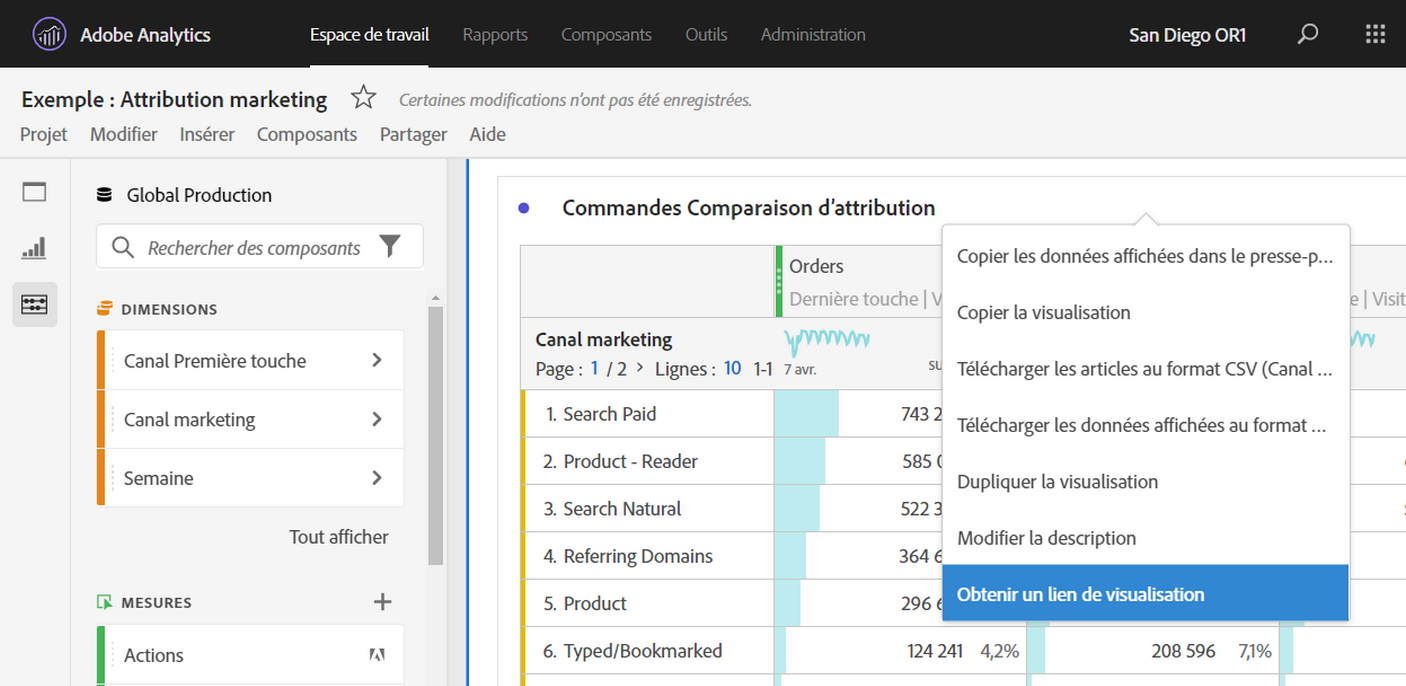 Adobe Analytics Espace de travail Rapports Composants Outils Administration San Diego OR1
Exemple : Attribution marketing Certaines modifications n’ont pas été enregistrées.
Projet Modifier Insérer Composants Partager Aide
Global Production
Rechercher des composants
DIMENSIONS
Canal Première touche
Canal marketing
Semaine
Tout afficher
MESURES
Actions
Commandes Comparaison d’attribution
Orders
Dernière touche | V
e | Visit
Canal marketing
Page : 1 / 2 > Lignes : 10 1-1 7 avr. SU
1. Search Paid 743 2
2. Product - Reader 585 0
3. Search Natural 522 3
4. Referring Domains 364 6
5. Product 296 6
6. Typed/Bookmarked 124 241 4,2% 208 596 7,1%
Copier les données affichées dans le presse-p...
Copier la visualisation
Télécharger les articles au format CSV (Canal ...
Télécharger les données affichées au format ...
Dupliquer la visualisation
Modifier la description
Obtenir un lien de visualisation